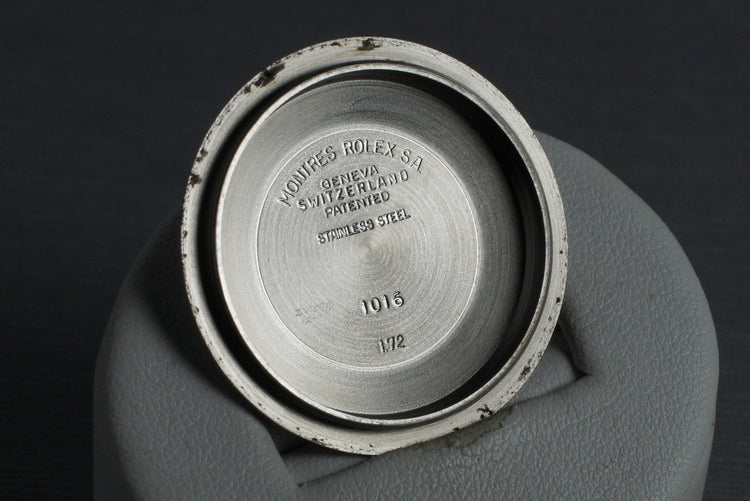 MONTRES ROLEX S.A.
GENEVA
SWITZERLAND
PATENTED
STAINLESS STEEL
1016
I.72